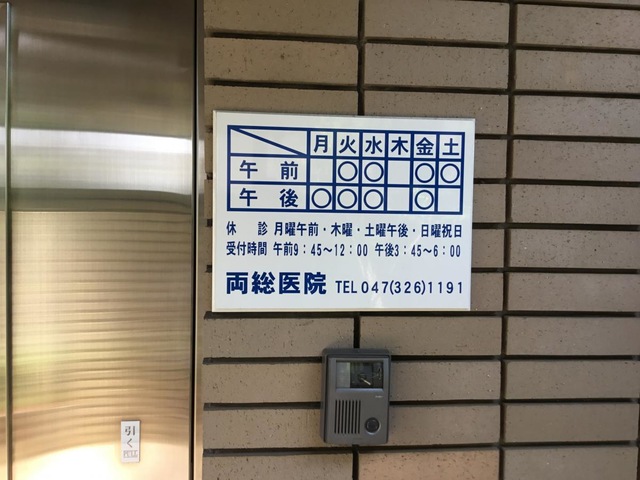 月火水木金土
午前 ○○ ○○
午後 ○○○ ○
休診 月曜午前・木曜・土曜午後・日曜祝日
受付時間 午前9:45～12:00 午後3:45～6:00
両総医院 TEL 047(326)1191
引く